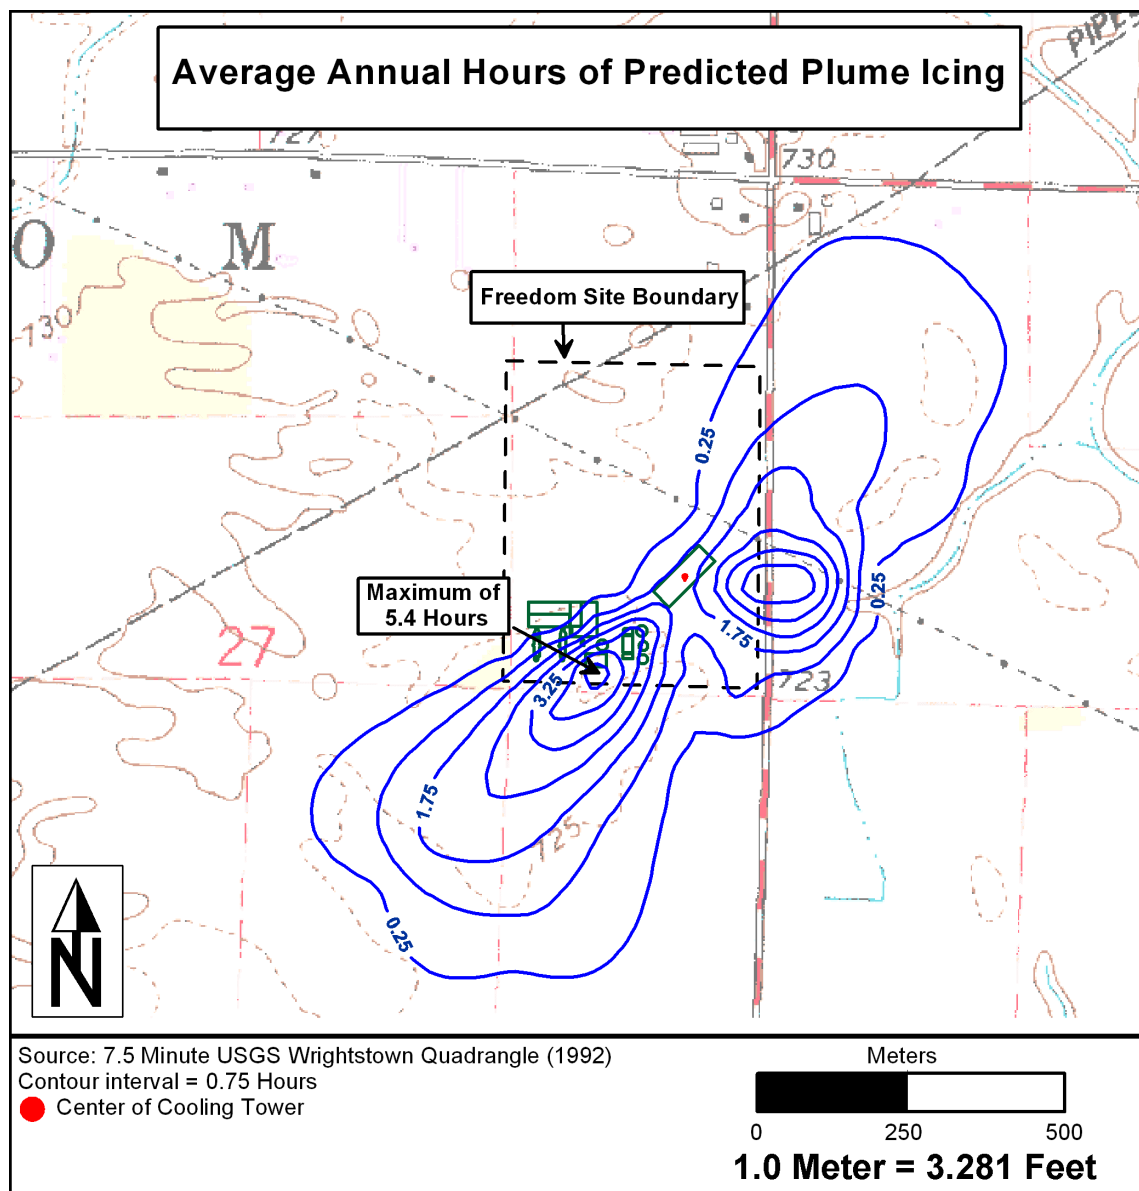 Average Annual Hours of Predicted Plume Icing
727
730
O M
Freedom Site Boundary
730
0.25
Maximum of
5.4 Hours
0.25
27
1.75
723
3.25
1.75
725
0.25
N
Source: 7.5 Minute USGS Wrightstown Quadrangle (1992)
Contour interval = 0.75 Hours
Center of Cooling Tower
Meters
0 250 500
1.0 Meter = 3.281 Feet